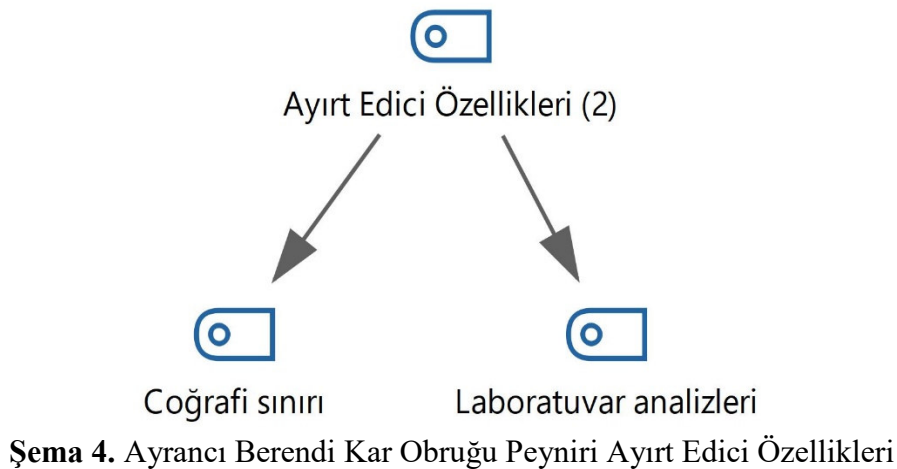 Ayırt Edici Özellikleri (2)
Coğrafi sınırı
Laboratuvar analizleri
Şema 4. Ayrancı Berendi Kar Obruğu Peyniri Ayırt Edici Özellikleri